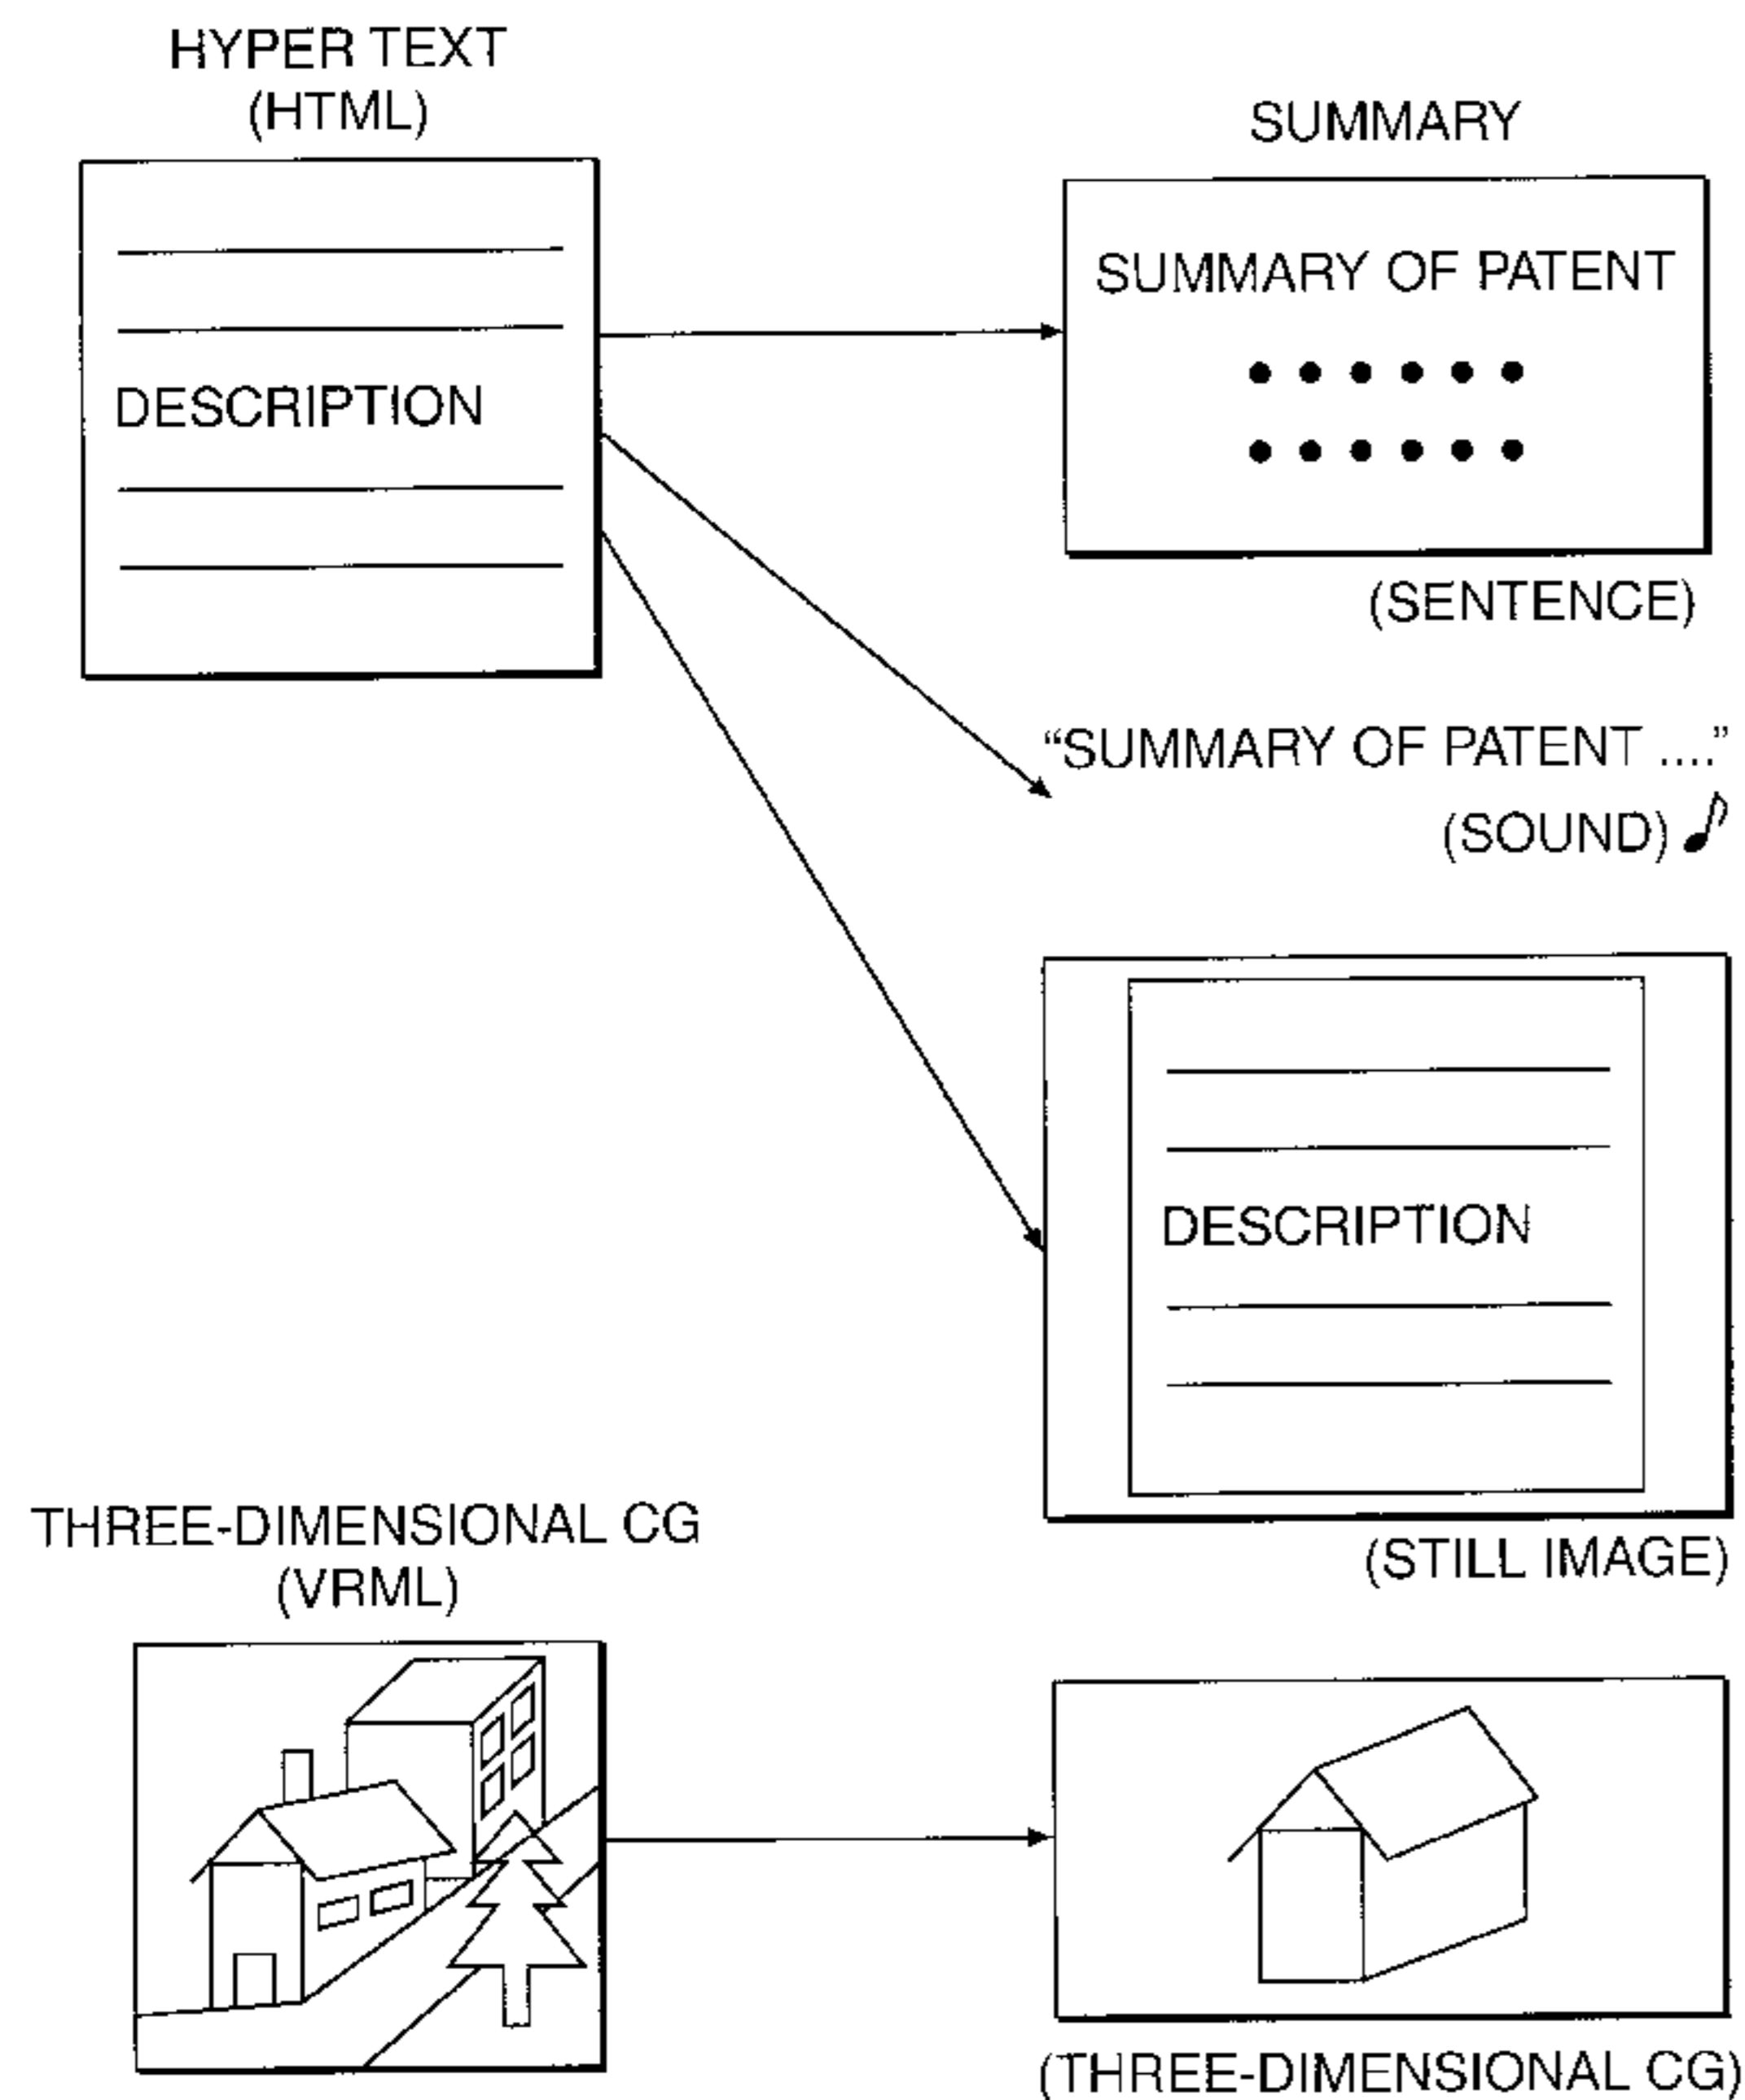 HYPER TEXT
(HTML)
DESCRIPTION
SUMMARY
SUMMARY OF PATENT
(SENTENCE)
“SUMMARY OF PATENT ....”
(SOUND)
DESCRIPTION
(STILL IMAGE)
THREE-DIMENSIONAL CG
(VRML)
(THREE-DIMENSIONAL CG)